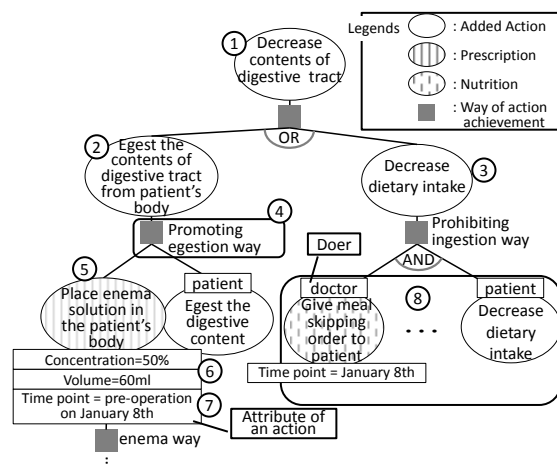 1
Decrease
contents of
digestive tract
Legends
: Added Action
: Prescription
: Nutrition
: Way of action
achievement
OR
2
Egest the
contents of
digestive tract
from patient's
body
3
Decrease
dietary intake
4
Promoting
egestion way
Prohibiting
ingestion way
AND
Doer
5
Place enema
solution in
the patient's
body
patient
Egest the
digestive
content
doctor
Give meal
skipping
order to
patient
8
...
patient
Decrease
dietary
intake
Time point = January 8th
Concentration=50%
6
Volume=60ml
Time point = pre-operation
on January 8th
7
Attribute of
an action
enema way
: